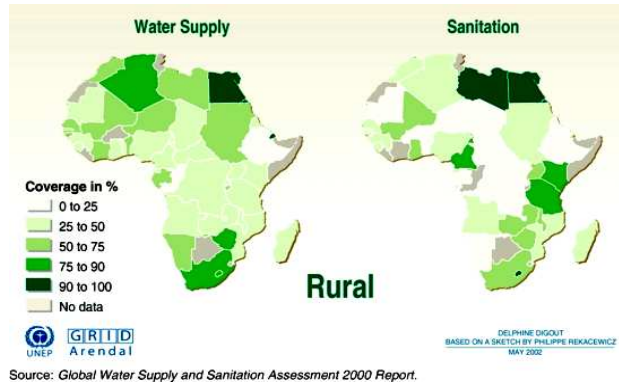 Water Supply
Sanitation
Coverage in %
0 to 25
25 to 50
50 to 75
75 to 90
90 to 100
No data
Rural
UNEP
GRID
Arendal
DELPHINE DIGOUT
BASED ON A SKETCH BY PHILIPPE REKACEWICZ
MAY 2002
Source: Global Water Supply and Sanitation Assessment 2000 Report.